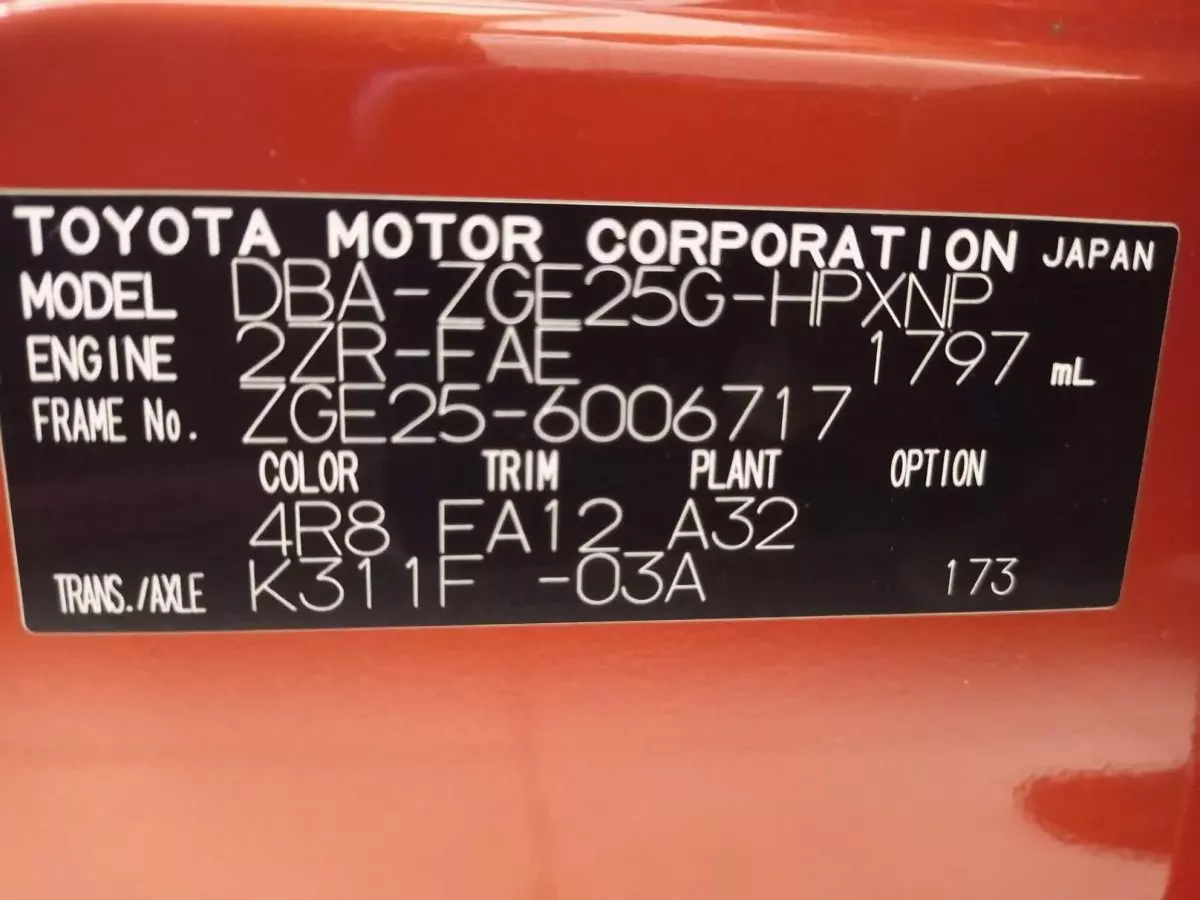 TOYOTA MOTOR CORPORATION JAPAN
MODEL DBA-ZGE25G-HPXNP
ENGINE 2ZR-FAE 1797 mL
FRAME No. ZGE25-6006717
COLOR TRIM PLANT OPTION
4R8 FA12 A32
TRANS./AXLE K311F -03A 173